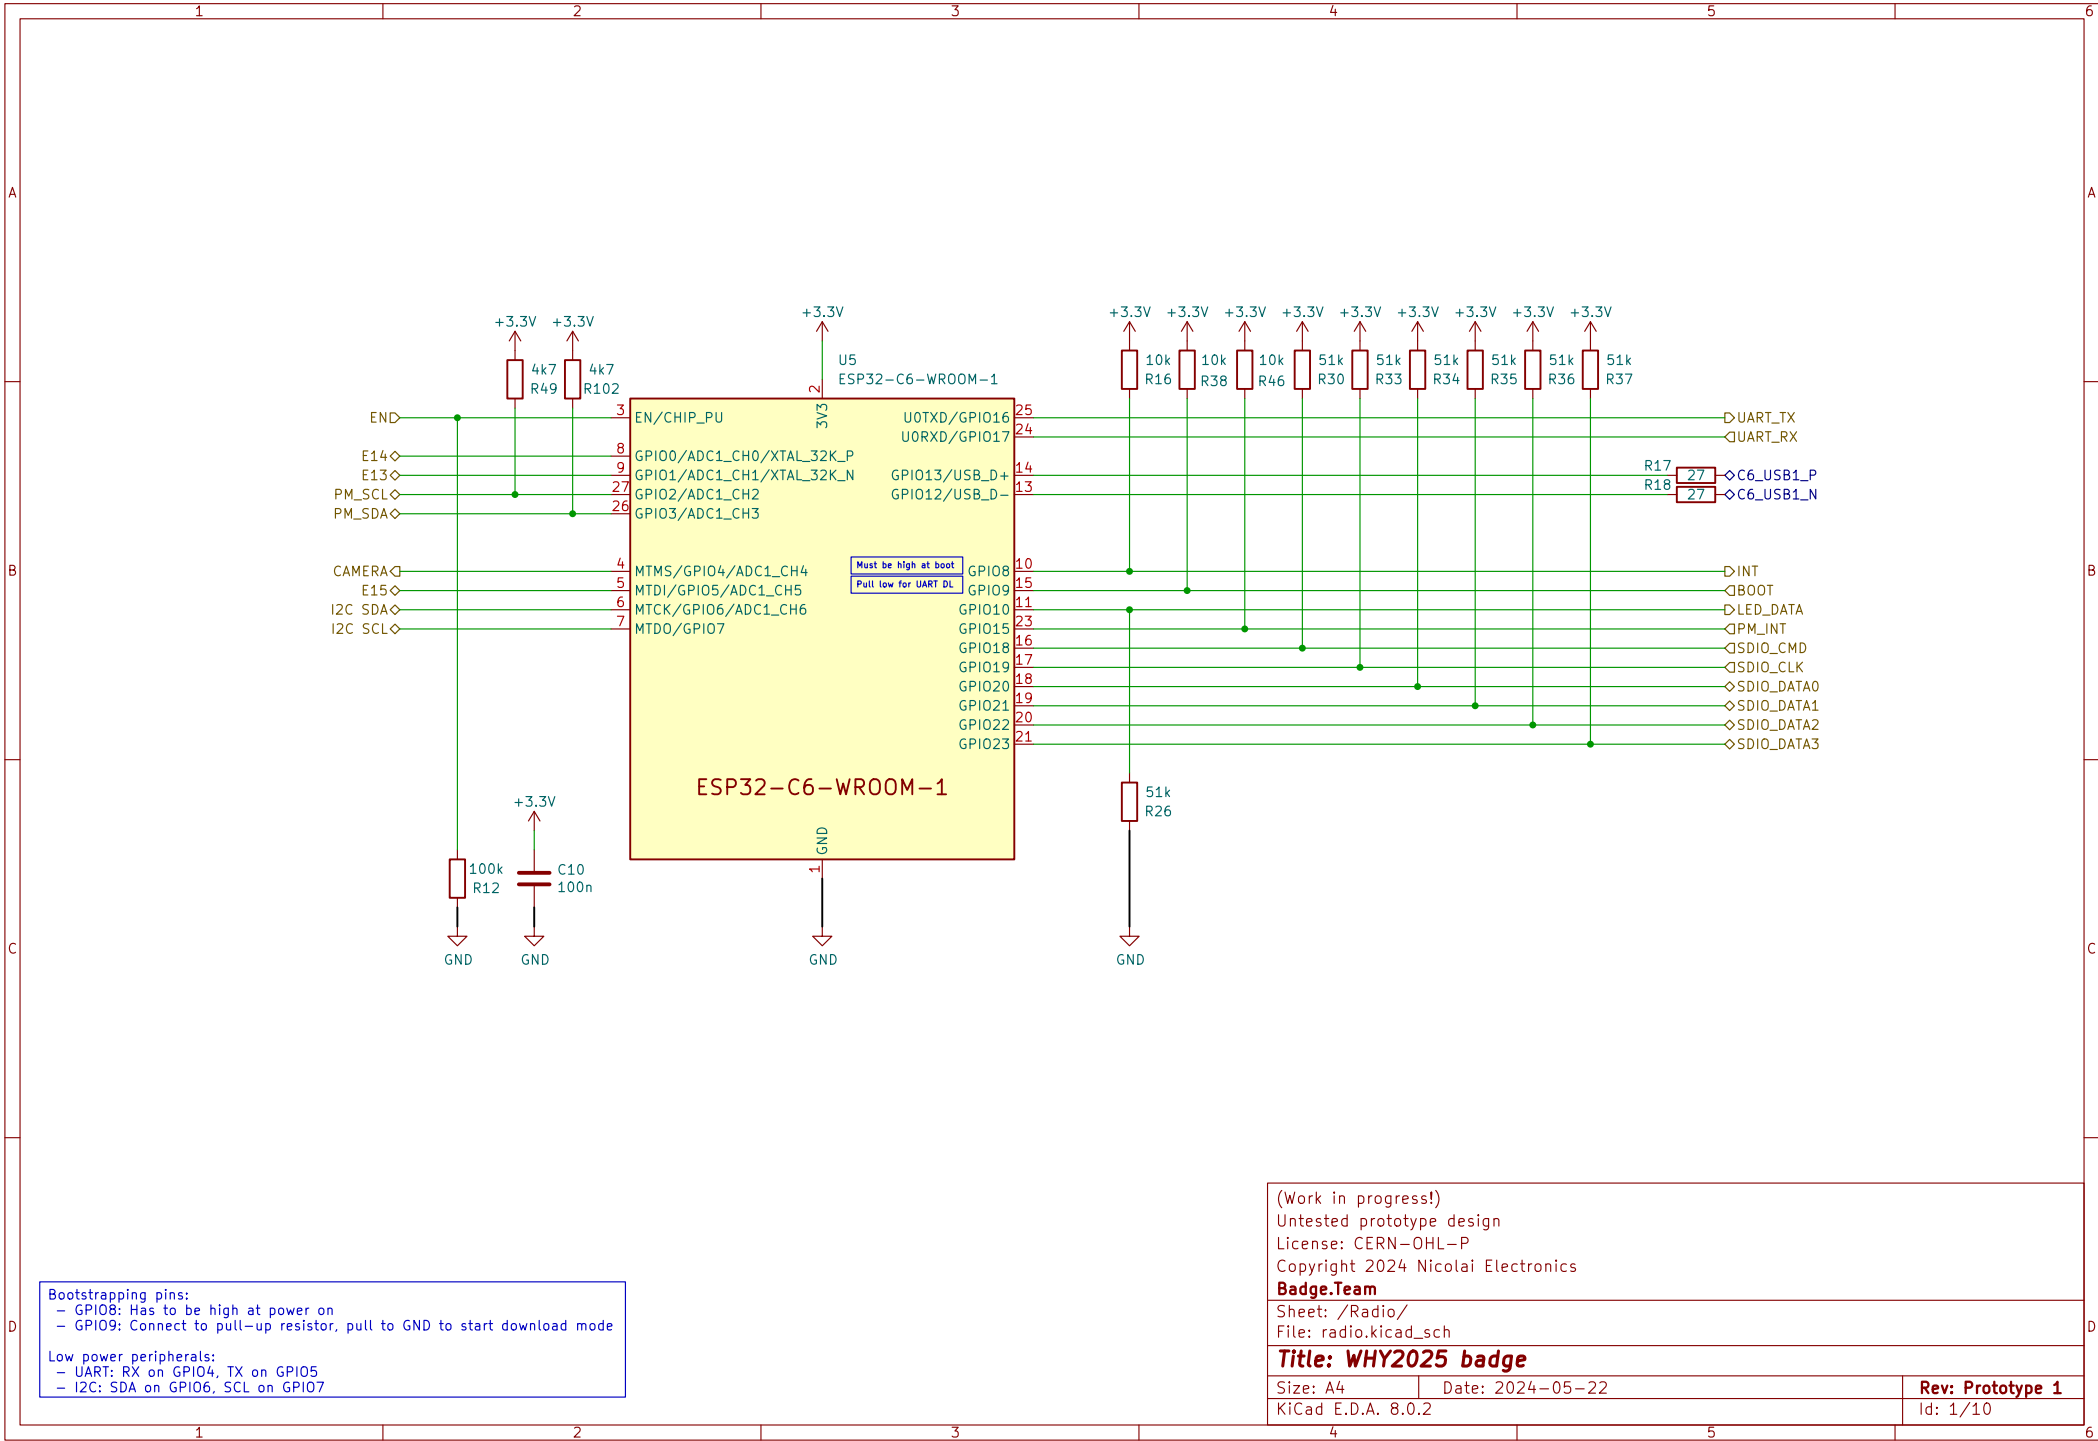 1 2 3 4 5 6
A A
+3.3V +3.3V +3.3V +3.3V +3.3V +3.3V +3.3V +3.3V +3.3V +3.3V
+3.3V +3.3V
U5
ESP32-C6-WROOM-1
4k7 4k7
R49 R102
10k 10k 10k 51k 51k 51k 51k 51k 51k
R16 R38 R46 R30 R33 R34 R35 R36 R37
2
3V3
EN 3 EN/CHIP_PU
E14 8 GPIO0/ADC1_CH0/XTAL_32K_P
E13 9 GPIO1/ADC1_CH1/XTAL_32K_N
PM_SCL 27 GPIO2/ADC1_CH2
PM_SDA 26 GPIO3/ADC1_CH3
B B
CAMERA 4 MTMS/GPIO4/ADC1_CH4
E15 5 MTDI/GPIO5/ADC1_CH5
I2C SDA 6 MTCK/GPIO6/ADC1_CH6
I2C SCL 7 MTDO/GPIO7
U0TXD/GPIO16 25 UART_TX
U0RXD/GPIO17 24 UART_RX
GPIO13/USB_D+ 14 R17 27 C6_USB1_P
GPIO12/USB_D- 13 R18 27 C6_USB1_N
Must be high at boot
Pull low for UART DL
GPIO8 10 INT
GPIO9 15 BOOT
GPIO10 11 LED_DATA
GPIO15 23 PM_INT
GPIO18 16 SDIO_CMD
GPIO19 17 SDIO_CLK
GPIO20 18 SDIO_DATA0
GPIO21 19 SDIO_DATA1
GPIO22 20 SDIO_DATA2
GPIO23 21 SDIO_DATA3
ESP32-C6-WROOM-1
GND
1
51k
R26
+3.3V
100k
R12
C10
100n
C C
GND GND GND GND
Bootstrapping pins:
- GPIO8: Has to be high at power on
- GPIO9: Connect to pull-up resistor, pull to GND to start download mode
Low power peripherals:
- UART: RX on GPIO4, TX on GPIO5
- I2C: SDA on GPIO6, SCL on GPIO7
D D
(Work in progress!)
Untested prototype design
License: CERN-OHL-P
Copyright 2024 Nicolai Electronics
Badge.Team
Sheet: /Radio/
File: radio.kicad_sch
Title: WHY2025 badge
Size: A4 Date: 2024-05-22 Rev: Prototype 1
KiCad E.D.A. 8.0.2 Id: 1/10
1 2 3 4 5 6